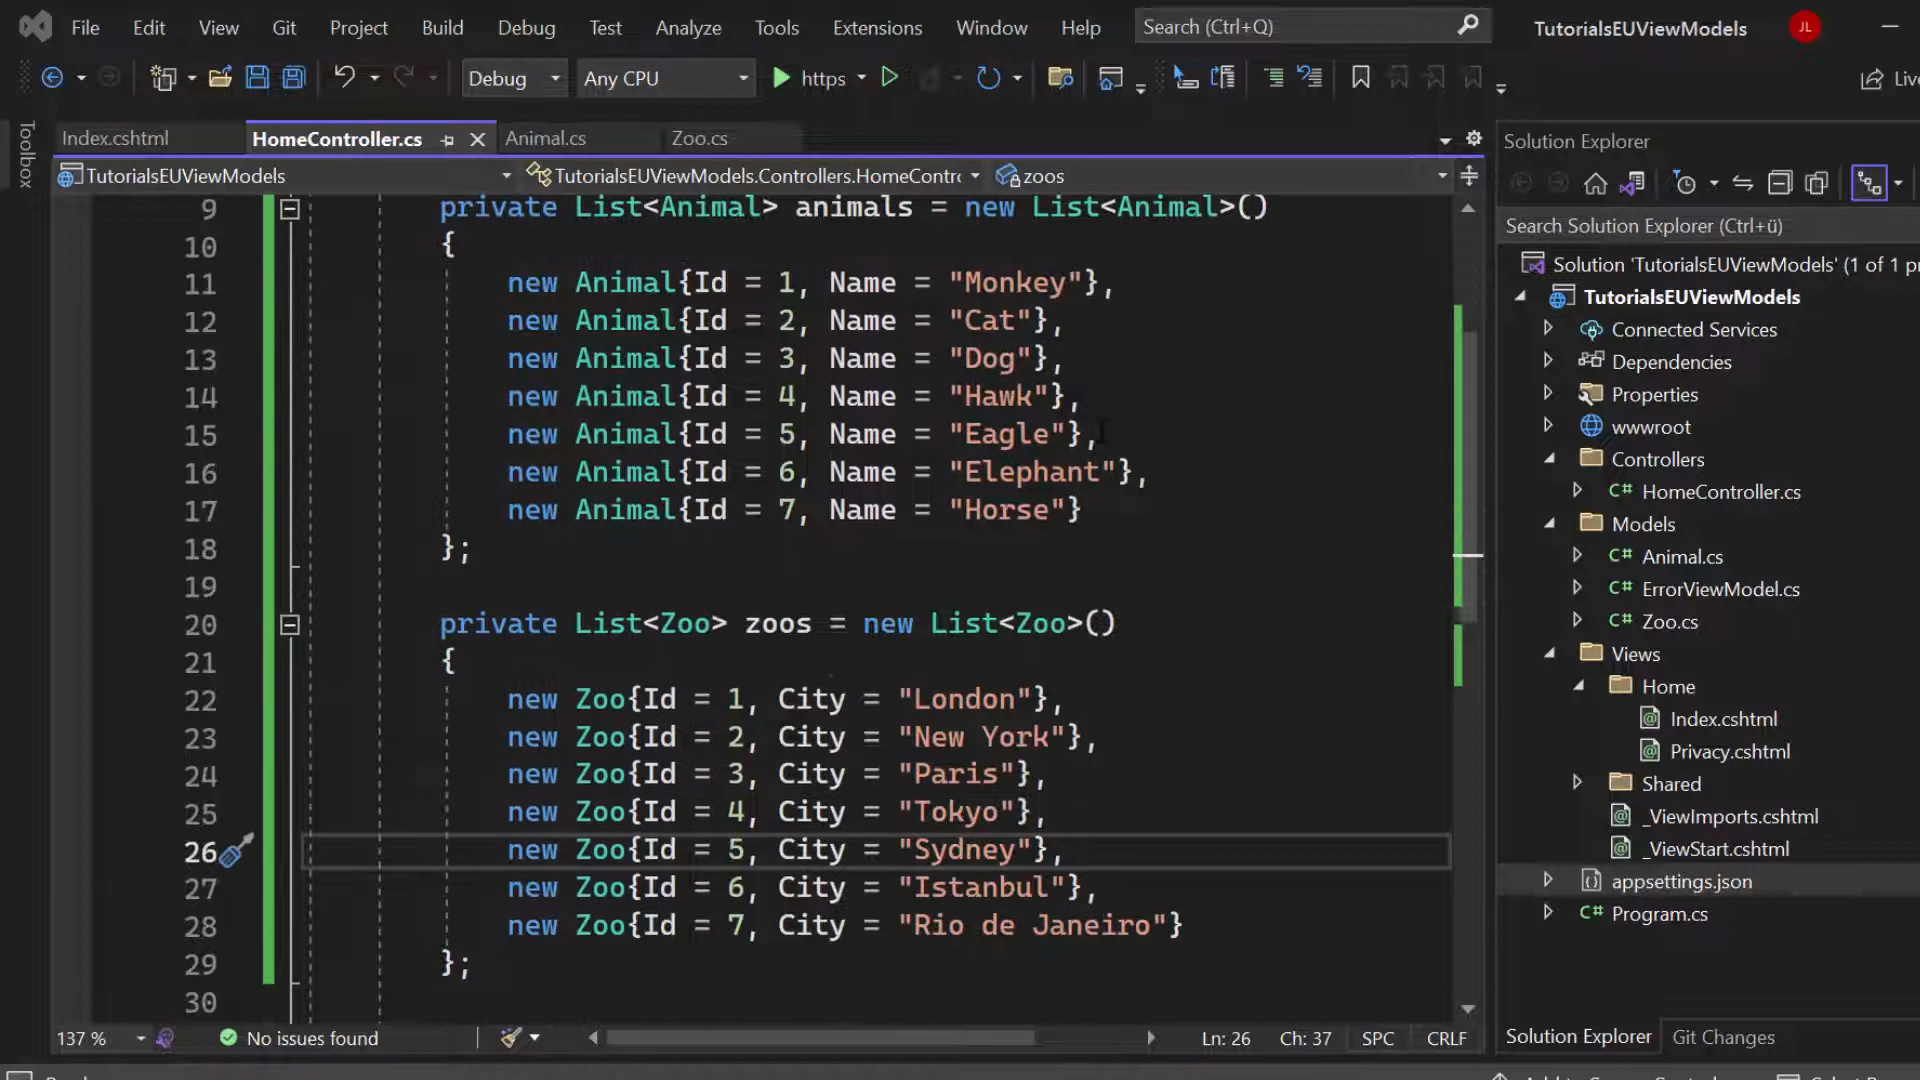 File Edit View Git Project Build Debug Test Tools Analyze Extensions Window Help Search (Ctrl+Q) TutorialsEUViewModels JL
Debug Any CPU https Live
Toolbox
Index.cshtml HomeController.cs Animal.cs Zoo.cs
TutorialsEUViewModels TutorialsEUViewModels.Controllers.HomeContro zoos
9 private List<Animal> animals = new List<Animal>()
10 {
11 new Animal{Id = 1, Name = "Monkey"},
12 new Animal{Id = 2, Name = "Cat"},
13 new Animal{Id = 3, Name = "Dog"},
14 new Animal{Id = 4, Name = "Hawk"},
15 new Animal{Id = 5, Name = "Eagle"},
16 new Animal{Id = 6, Name = "Elephant"},
17 new Animal{Id = 7, Name = "Horse"}
18 };
19
20 private List<Zoo> zoos = new List<Zoo>()
21 {
22 new Zoo{Id = 1, City = "London"},
23 new Zoo{Id = 2, City = "New York"},
24 new Zoo{Id = 3, City = "Paris"},
25 new Zoo{Id = 4, City = "Tokyo"},
26 new Zoo{Id = 5, City = "Sydney"},
27 new Zoo{Id = 6, City = "Istanbul"},
28 new Zoo{Id = 7, City = "Rio de Janeiro"}
29 };
30
137 % No issues found Ln: 26 Ch: 37 SPC CRLF
Solution Explorer
Search Solution Explorer (Ctrl+ü)
Solution 'TutorialsEUViewModels' (1 of 1 pr
TutorialsEUViewModels
Connected Services
Dependencies
Properties
wwwroot
Controllers
C# HomeController.cs
Models
C# Animal.cs
C# ErrorViewModel.cs
C# Zoo.cs
Views
Home
Index.cshtml
Privacy.cshtml
Shared
_ViewImports.cshtml
_ViewStart.cshtml
appsettings.json
C# Program.cs
Solution Explorer Git Changes